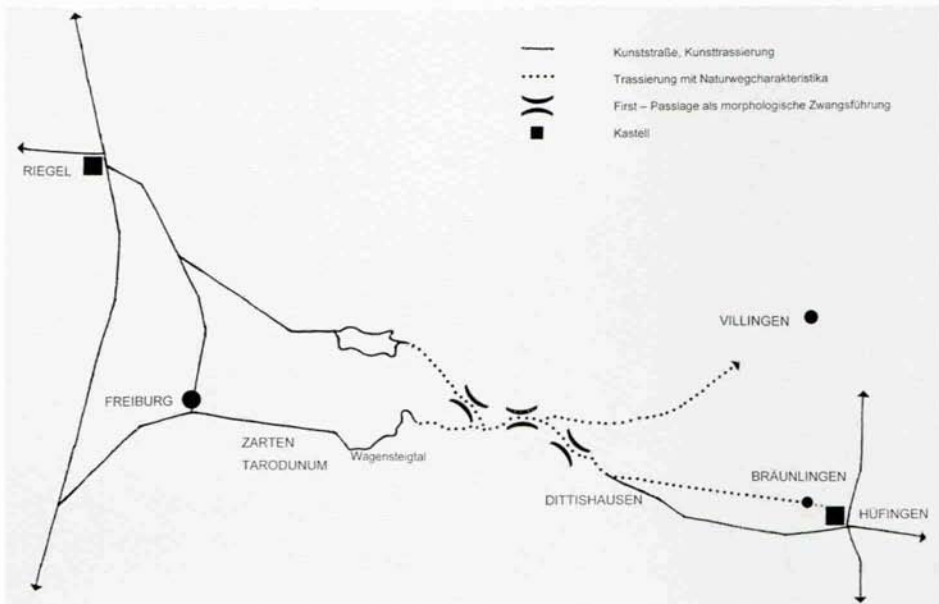 Kunststraße, Kunsttrassierung
Trassierung mit Naturwegcharakteristika
First – Passlage als morphologische Zwangsführung
Kastell
RIEGEL
VILLINGEN
FREIBURG
ZARTEN
TARODUNUM
Wagensteigtal
BRÄUNLINGEN
DITTISHAUSEN
HÜFINGEN